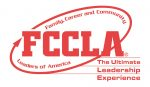 Family, Career and Community
FCCLA
Leaders of America
The Ultimate
Leadership
Experience